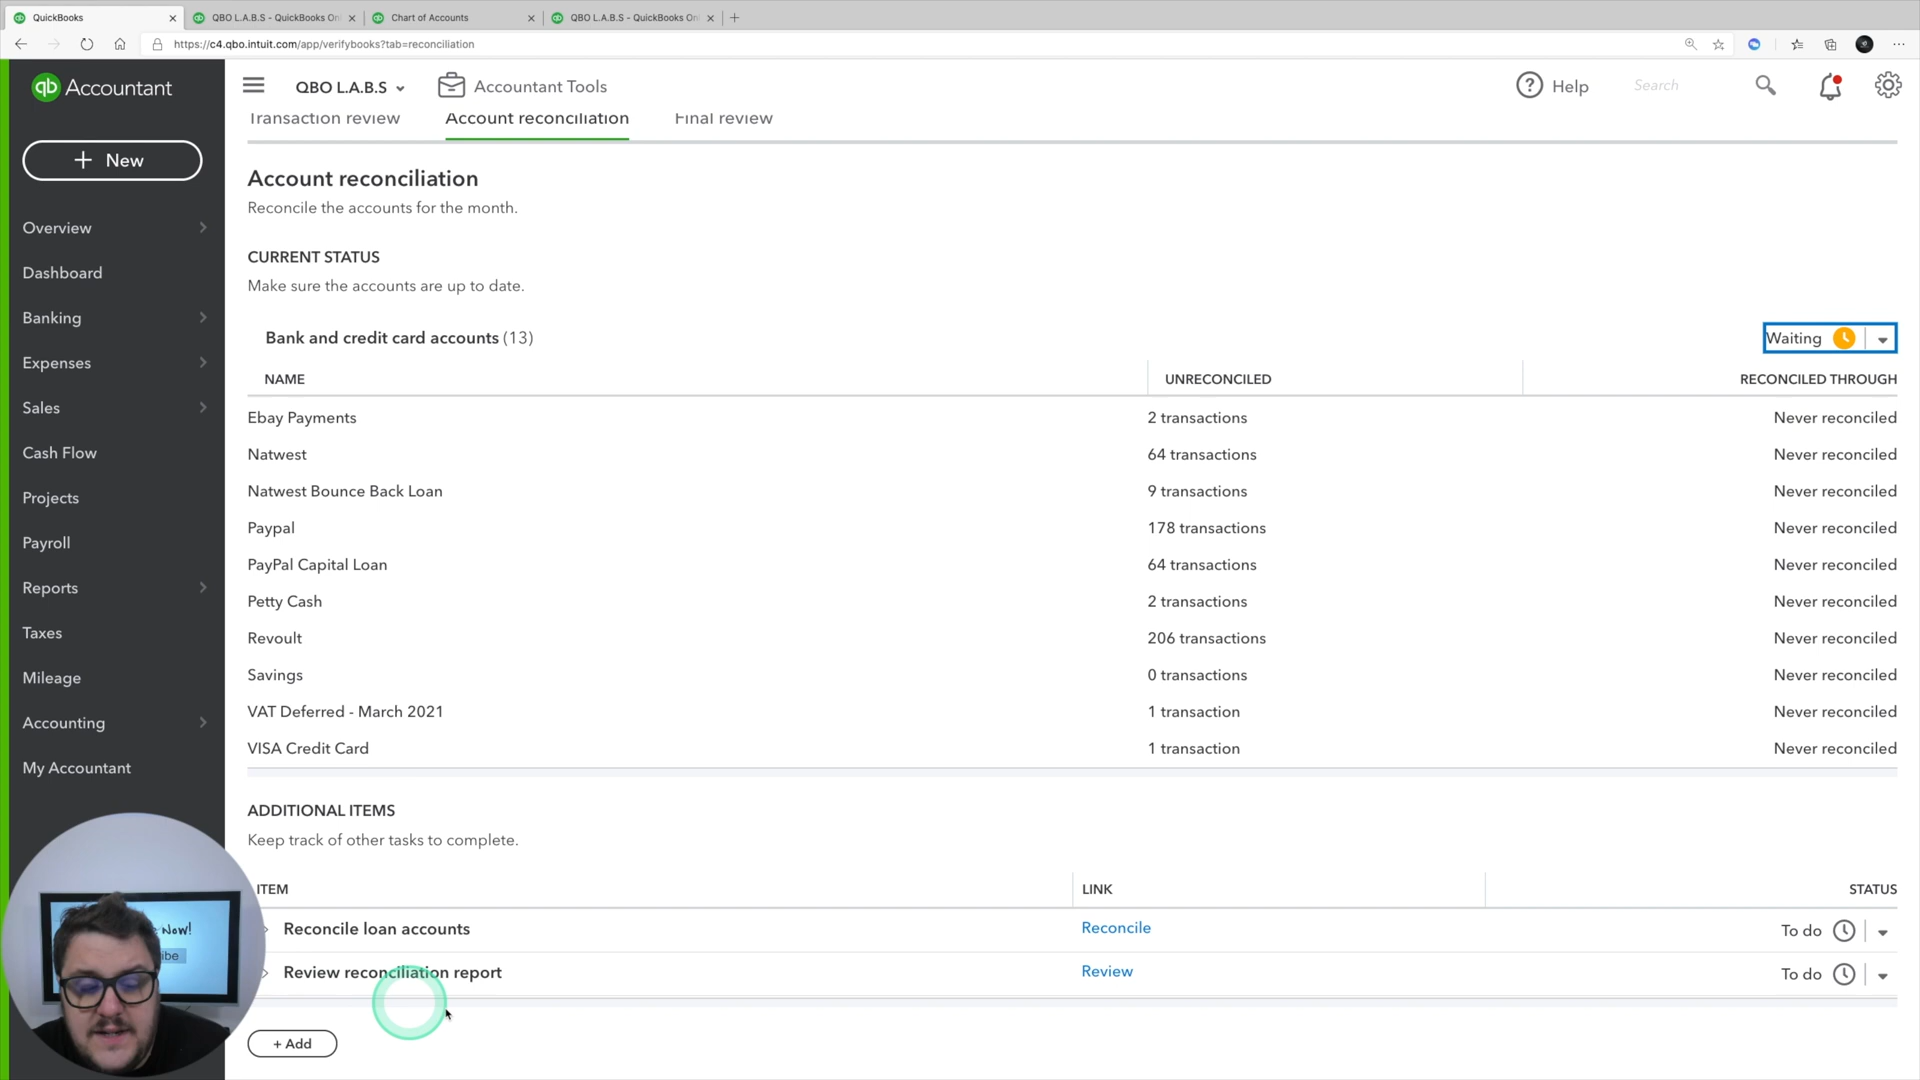 QuickBooks
QBO L.A.B.S - QuickBooks On
Chart of Accounts
QBO L.A.B.S - QuickBooks On
https://c4.qbo.intuit.com/app/verifybooks?tab=reconciliation
qb Accountant
QBO L.A.B.S
Accountant Tools
Help
Search
+ New
Transaction review
Account reconciliation
Final review
Overview
Dashboard
Banking
Expenses
Sales
Cash Flow
Projects
Payroll
Reports
Taxes
Mileage
Accounting
My Accountant
Account reconciliation
Reconcile the accounts for the month.
CURRENT STATUS
Make sure the accounts are up to date.
Bank and credit card accounts (13)
Waiting
NAME UNRECONCILED RECONCILED THROUGH
Ebay Payments 2 transactions Never reconciled
Natwest 64 transactions Never reconciled
Natwest Bounce Back Loan 9 transactions Never reconciled
Paypal 178 transactions Never reconciled
PayPal Capital Loan 64 transactions Never reconciled
Petty Cash 2 transactions Never reconciled
Revoult 206 transactions Never reconciled
Savings 0 transactions Never reconciled
VAT Deferred - March 2021 1 transaction Never reconciled
VISA Credit Card 1 transaction Never reconciled
ADDITIONAL ITEMS
Keep track of other tasks to complete.
ITEM LINK STATUS
Reconcile loan accounts Reconcile To do
Review reconciliation report Review To do
+ Add
Now!
ibe